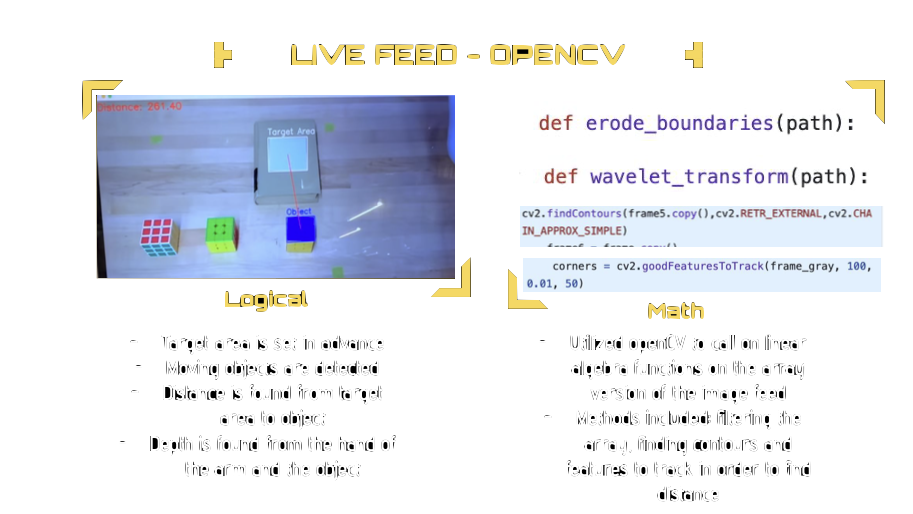 LIVE FEED - OPENCV
Distance: 261.40
Target Area
Object
Logical
- Target area is set in advance
- Moving objects are detected
- Distance is found from target
area to object
- Depth is found from the hand of
the arm and the object
def erode_boundaries(path):
def wavelet_transform(path):
cv2.findContours(frame5.copy(),cv2.RETR_EXTERNAL,cv2.CHA
IN_APPROX_SIMPLE)
corners = cv2.goodFeaturesToTrack(frame_gray, 100,
0.01, 50)
Math
- Utilized openCV to call on linear
algebra functions on the array
version of the image feed
- Methods included filtering the
array, finding contours and
features to track in order to find
distance